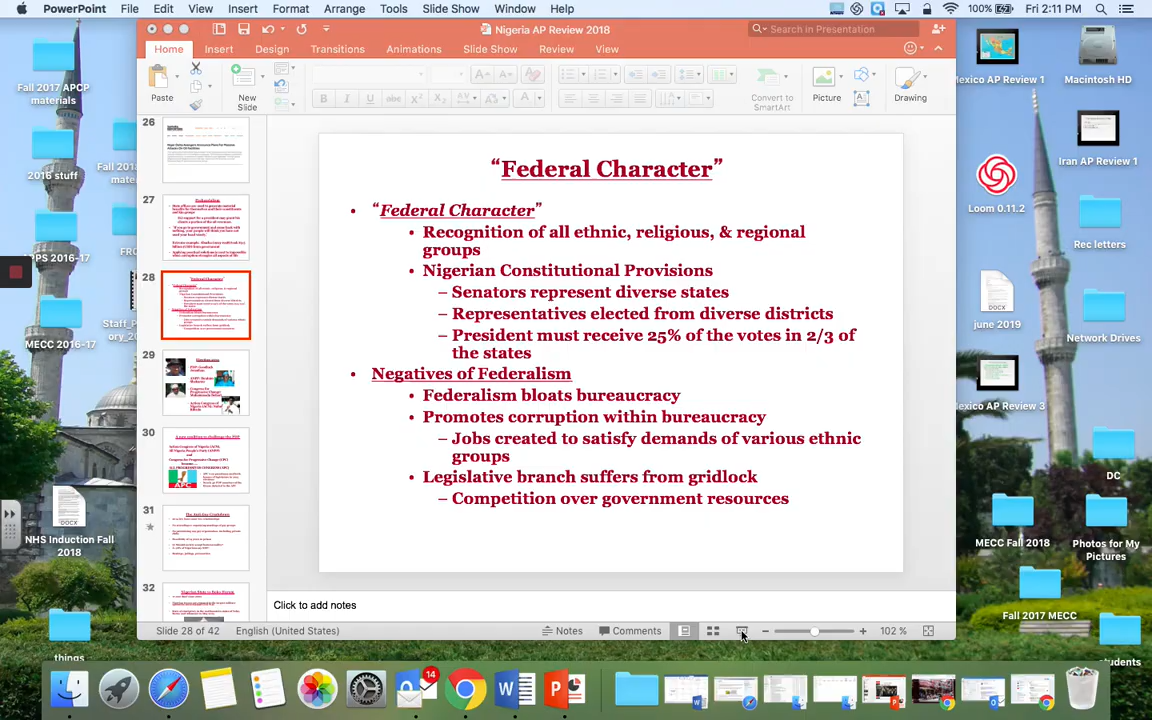 PowerPoint File Edit View Insert Format Arrange Tools Slide Show Window Help 100% Fri 2:11 PM
Nigeria AP Review 2018
Search in Presentation
Home Insert Design Transitions Animations Slide Show Review View
Paste
New
Slide
Convert to
SmartArt
Picture
Drawing
Fall 2017 APCP
materials
2016 stuff
PPS 2016-17
MECC 2016-17
NHS Induction Fall
2018
things
26
27
28
29
30
31
32
“Federal Character”
• “Federal Character”
• Recognition of all ethnic, religious, & regional
groups
• Nigerian Constitutional Provisions
– Senators represent diverse states
– Representatives elected from diverse districts
– President must receive 25% of the votes in 2/3 of
the states
• Negatives of Federalism
• Federalism bloats bureaucracy
• Promotes corruption within bureaucracy
– Jobs created to satisfy demands of various ethnic
groups
• Legislative branch suffers from gridlock
– Competition over government resources
Click to add notes
Slide 28 of 42 English (United States) Notes Comments 102 %
Mexico AP Review 1
Macintosh HD
Iran AP Review 1
Loom 0.11.2
Rec letters
june 2019
Network Drives
Mexico AP Review 3
DC
MECC Fall 2018
Photos for My
Pictures
Fall 2017 MECC
students
14